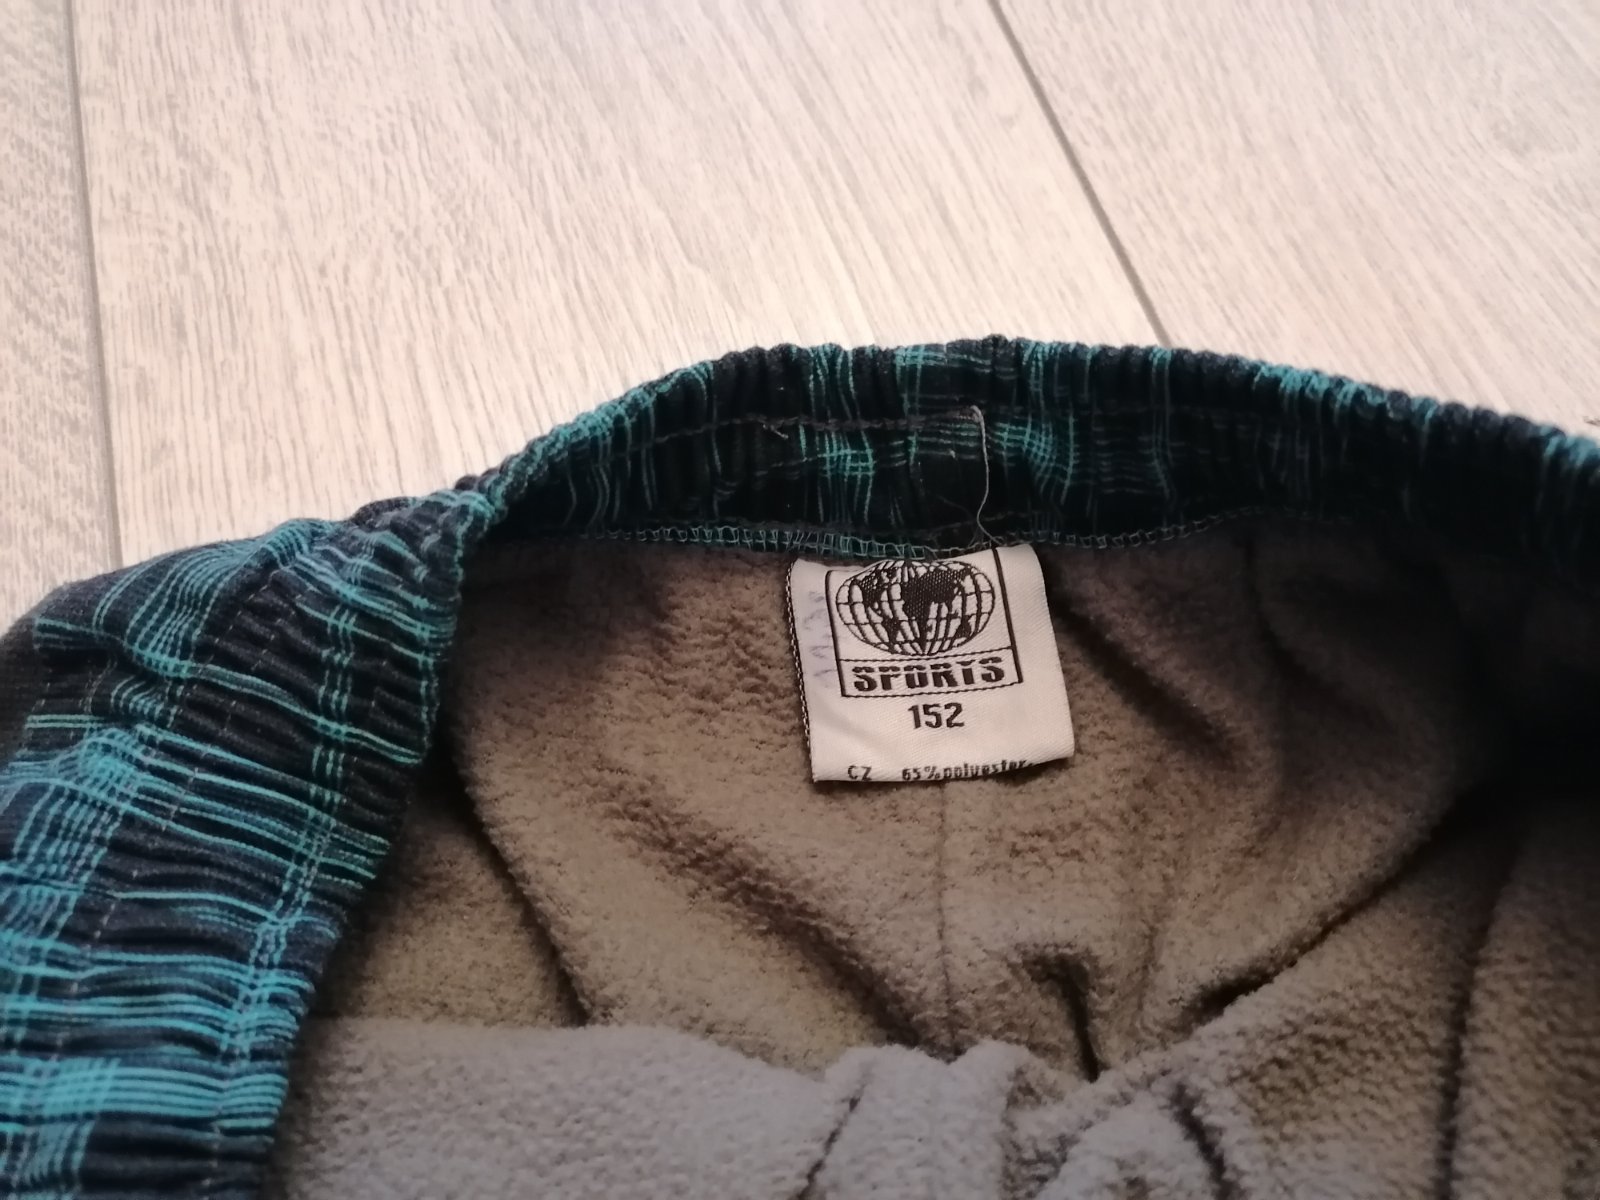 SPORTS
152
CZ 65% polyester.